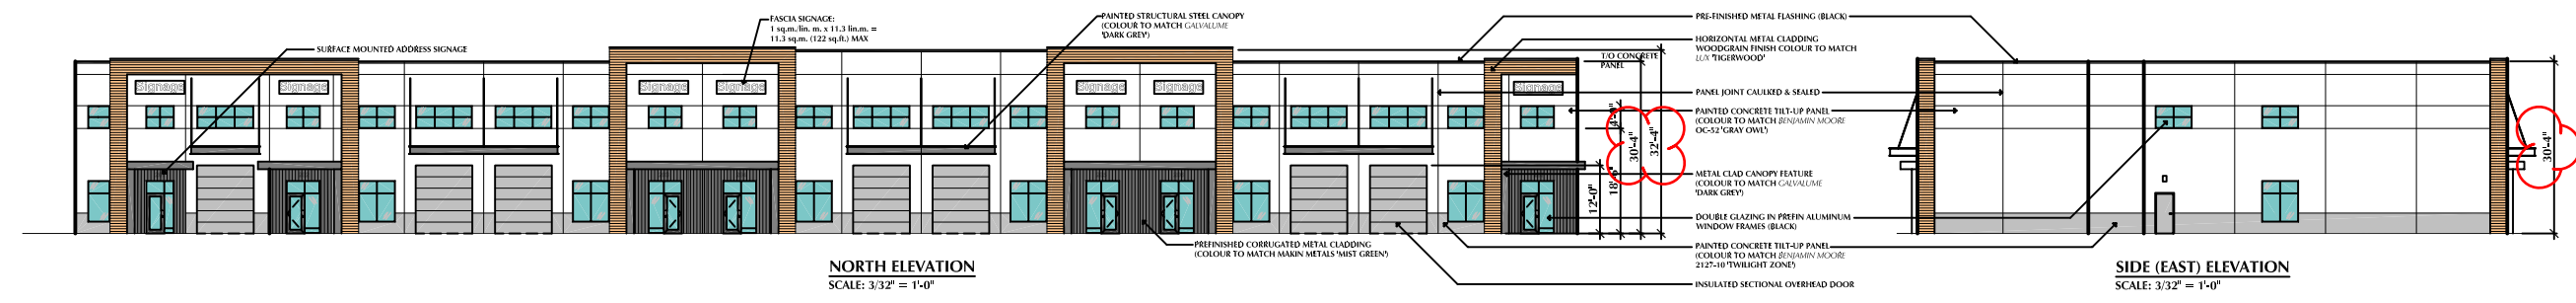 FASCIA SIGNAGE:
1 sq.m./lin. m. x 11.3 lin.m. =
11.3 sq.m. (122 sq.ft.) MAX
PAINTED STRUCTURAL STEEL CANOPY
(COLOUR TO MATCH GALVALUME
'DARK GREY')
SURFACE MOUNTED ADDRESS SIGNAGE
PRE-FINISHED METAL FLASHING (BLACK)
HORIZONTAL METAL CLADDING
WOODGRAIN FINISH COLOUR TO MATCH
LUX 'TIGERWOOD'
T/O CONCRETE
PANEL
PANEL JOINT CAULKED & SEALED
PAINTED CONCRETE TILT-UP PANEL
(COLOUR TO MATCH BENJAMIN MOORE
OC-52 'GRAY OWL')
METAL CLAD CANOPY FEATURE
(COLOUR TO MATCH GALVALUME
'DARK GREY')
DOUBLE GLAZING IN PREFIN ALUMINUM
WINDOW FRAMES (BLACK)
PAINTED CONCRETE TILT-UP PANEL
(COLOUR TO MATCH BENJAMIN MOORE
2127-10 'TWILIGHT ZONE')
INSULATED SECTIONAL OVERHEAD DOOR
PREFINISHED CORRUGATED METAL CLADDING
(COLOUR TO MATCH MAKIN METALS 'MIST GREEN')
Signage
Signage
Signage
Signage
Signage
Signage
Signage
12'-0"
30'-4"
32'-4"
30'-4"
NORTH ELEVATION
SCALE: 3/32" = 1'-0"
SIDE (EAST) ELEVATION
SCALE: 3/32" = 1'-0"